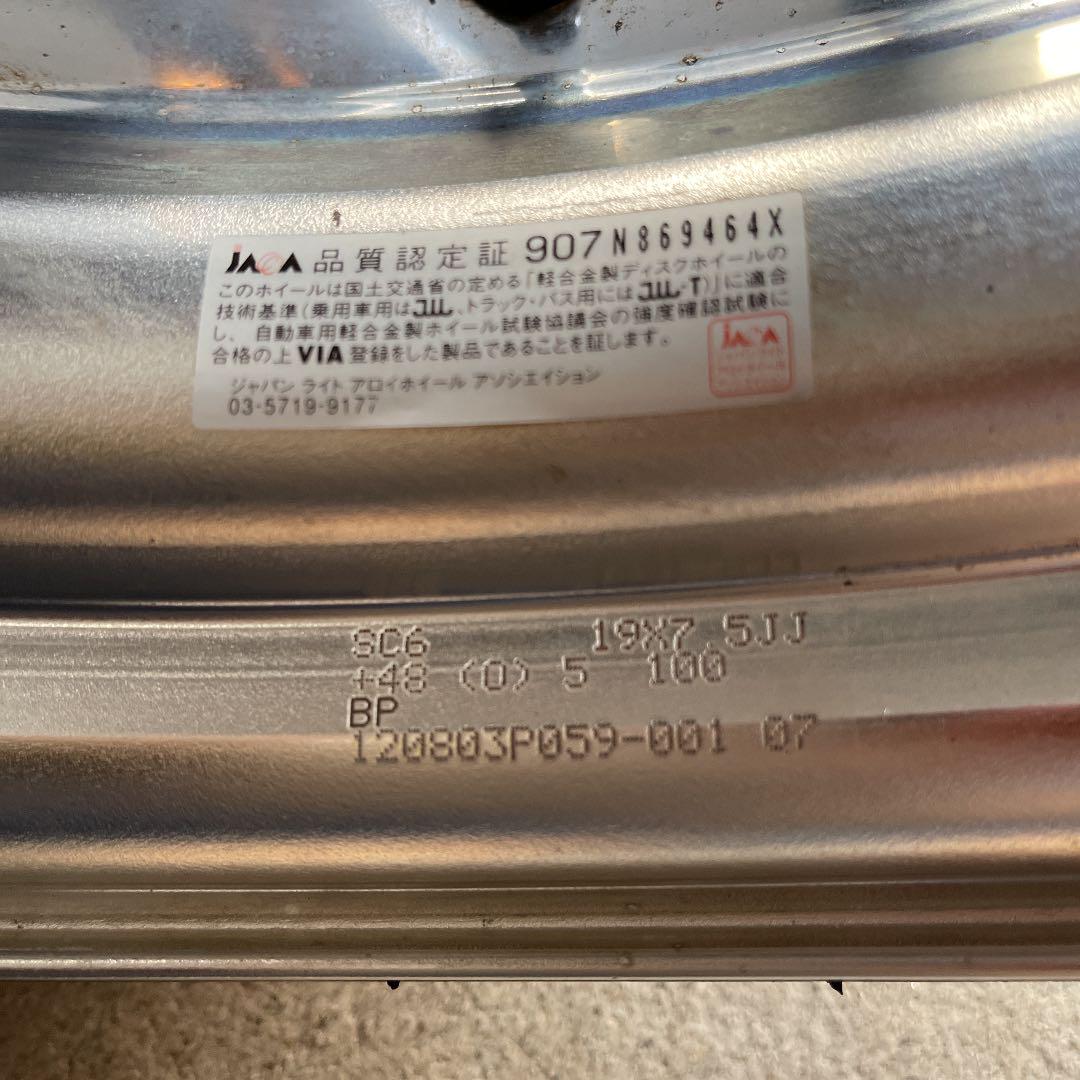 JAWA 品質認定証 907 N869464X
このホイールは国土交通省の定める「軽合金製ディスクホイールの
技術基準(乗用車用はJWL、トラック・バス用にはJWL-T)」に適合
し、自動車用軽合金製ホイール試験協議会の強度確認試験に
合格の上VIA登録をした製品であることを証します。
ジャパン ライト アロイホイール アソシエイション
03-5719-9177
JAWA
SC6 19X7.5JJ
+48 (0) 5 100
BP
120803P059-001 07